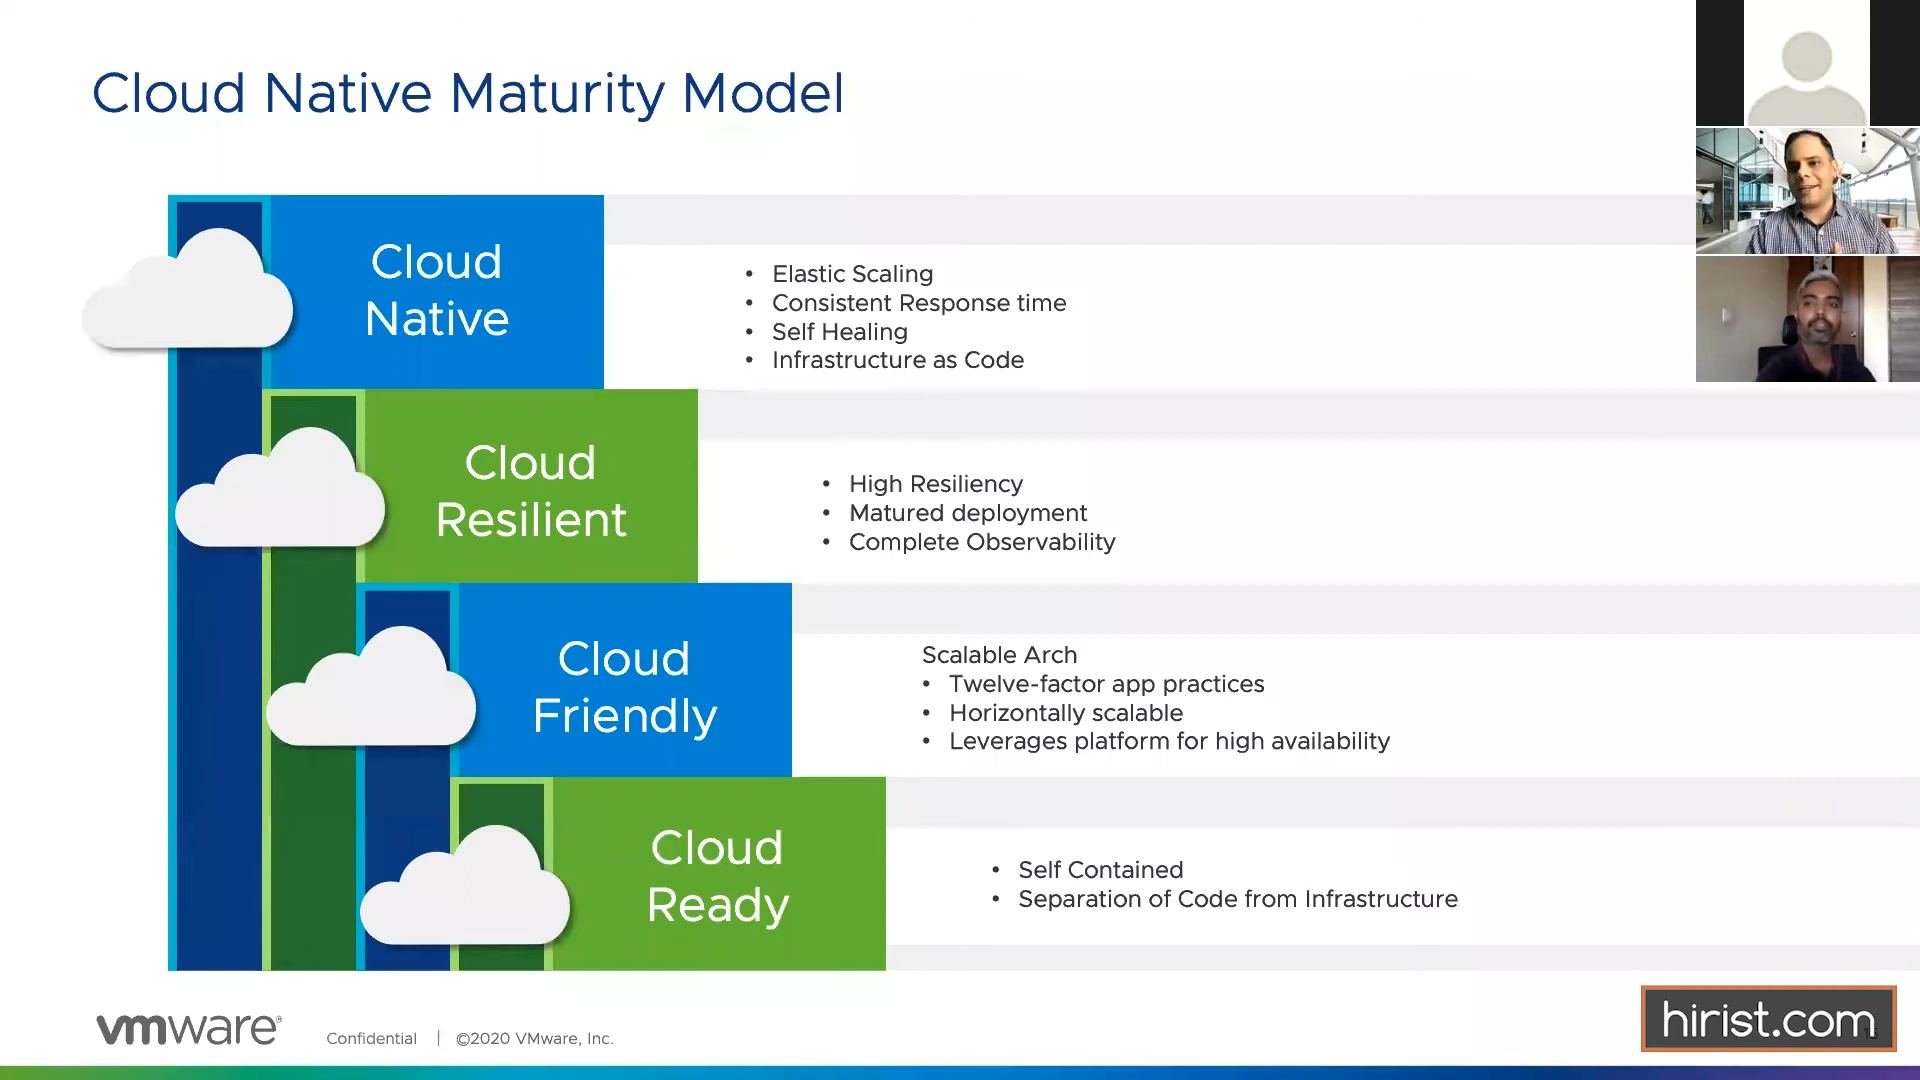 Cloud Native Maturity Model
Cloud
Native
• Elastic Scaling
• Consistent Response time
• Self Healing
• Infrastructure as Code
Cloud
Resilient
• High Resiliency
• Matured deployment
• Complete Observability
Cloud
Friendly
Scalable Arch
• Twelve-factor app practices
• Horizontally scalable
• Leverages platform for high availability
Cloud
Ready
• Self Contained
• Separation of Code from Infrastructure
vmware®
Confidential | ©2020 VMware, Inc.
hirist.com